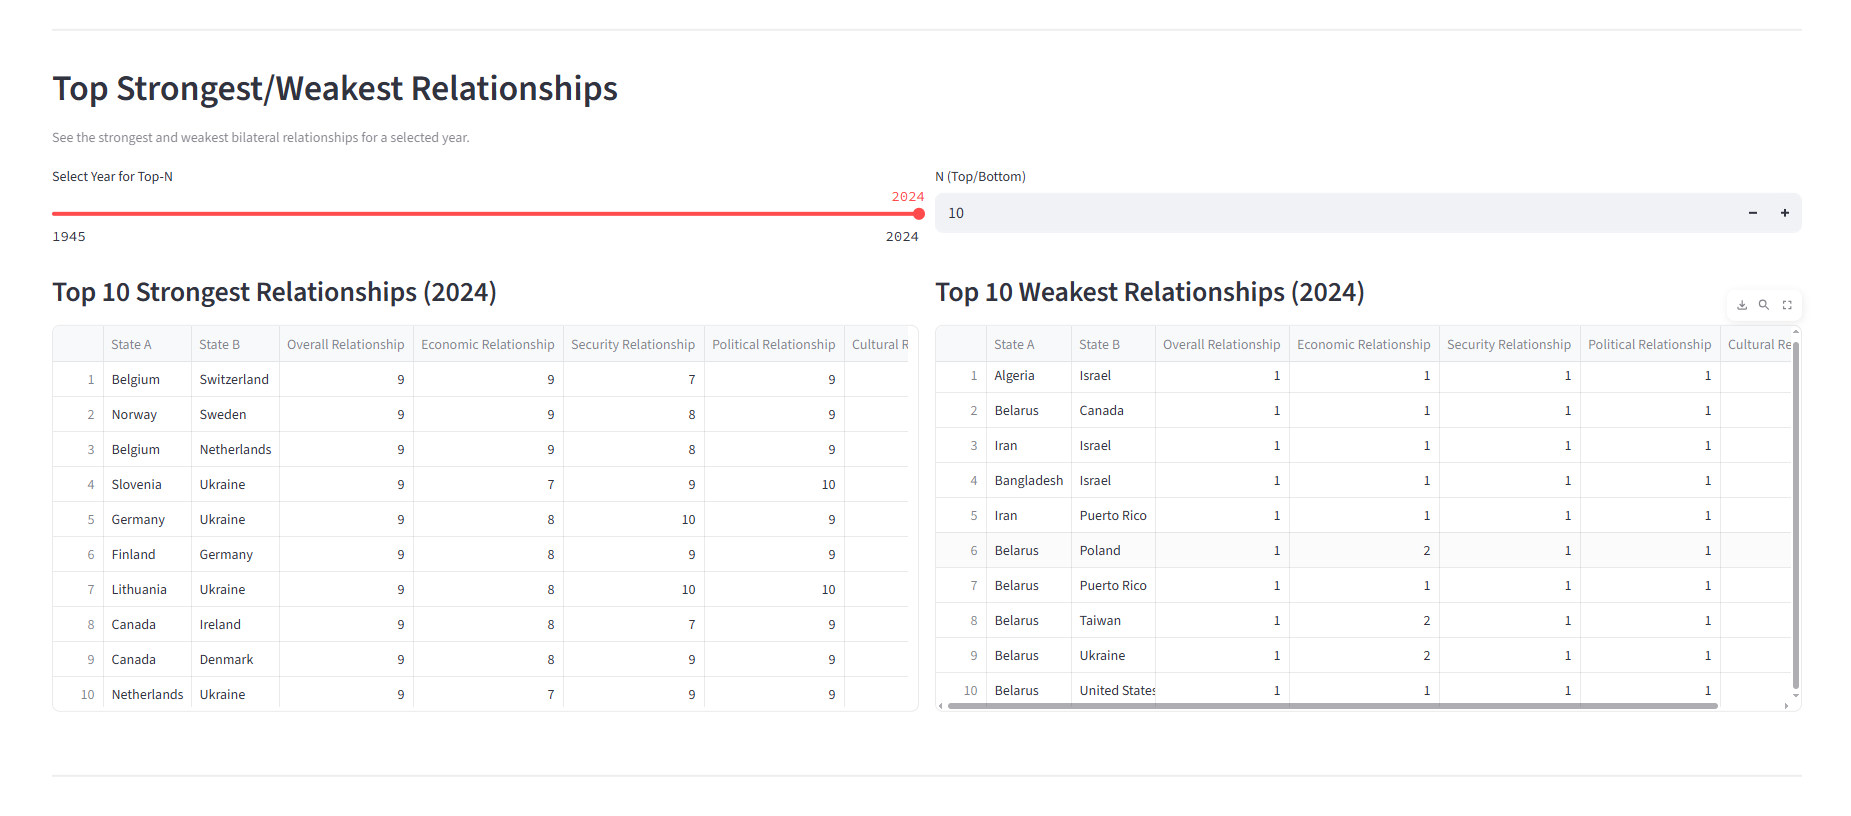 Top Strongest/Weakest Relationships
See the strongest and weakest bilateral relationships for a selected year.
Select Year for Top-N
2024
1945 2024
N (Top/Bottom)
10
Top 10 Strongest Relationships (2024)
State A State B Overall Relationship Economic Relationship Security Relationship Political Relationship Cultural R
1 Belgium Switzerland 9 9 7 9
2 Norway Sweden 9 9 8 9
3 Belgium Netherlands 9 9 8 9
4 Slovenia Ukraine 9 7 9 10
5 Germany Ukraine 9 8 10 9
6 Finland Germany 9 8 9 9
7 Lithuania Ukraine 9 8 10 10
8 Canada Ireland 9 8 7 9
9 Canada Denmark 9 8 9 9
10 Netherlands Ukraine 9 7 9 9
Top 10 Weakest Relationships (2024)
State A State B Overall Relationship Economic Relationship Security Relationship Political Relationship Cultural Re
1 Algeria Israel 1 1 1 1
2 Belarus Canada 1 1 1 1
3 Iran Israel 1 1 1 1
4 Bangladesh Israel 1 1 1 1
5 Iran Puerto Rico 1 1 1 1
6 Belarus Poland 1 2 1 1
7 Belarus Puerto Rico 1 1 1 1
8 Belarus Taiwan 1 2 1 1
9 Belarus Ukraine 1 2 1 1
10 Belarus United States 1 1 1 1